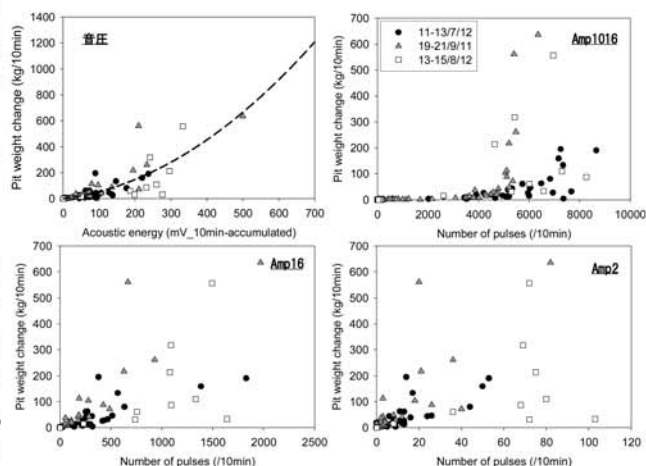 音圧
Pit weight change (kg/10min)
1400
1200
1000
800
600
400
200
0
0 100 200 300 400 500 600 700
Acoustic energy (mV_10min-accumulated)
Amp1016
11-13/7/12
19-21/9/11
13-15/8/12
Pit weight change (kg/10min)
700
600
500
400
300
200
100
0
0 2000 4000 6000 8000 10000
Number of pulses (/10min)
Amp16
Pit weight change (kg/10min)
700
600
500
400
300
200
100
0
0 500 1000 1500 2000 2500
Number of pulses (/10min)
Amp2
Pit weight change (kg/10min)
700
600
500
400
300
200
100
0
0 20 40 60 80 100 120
Number of pulses (/10min)